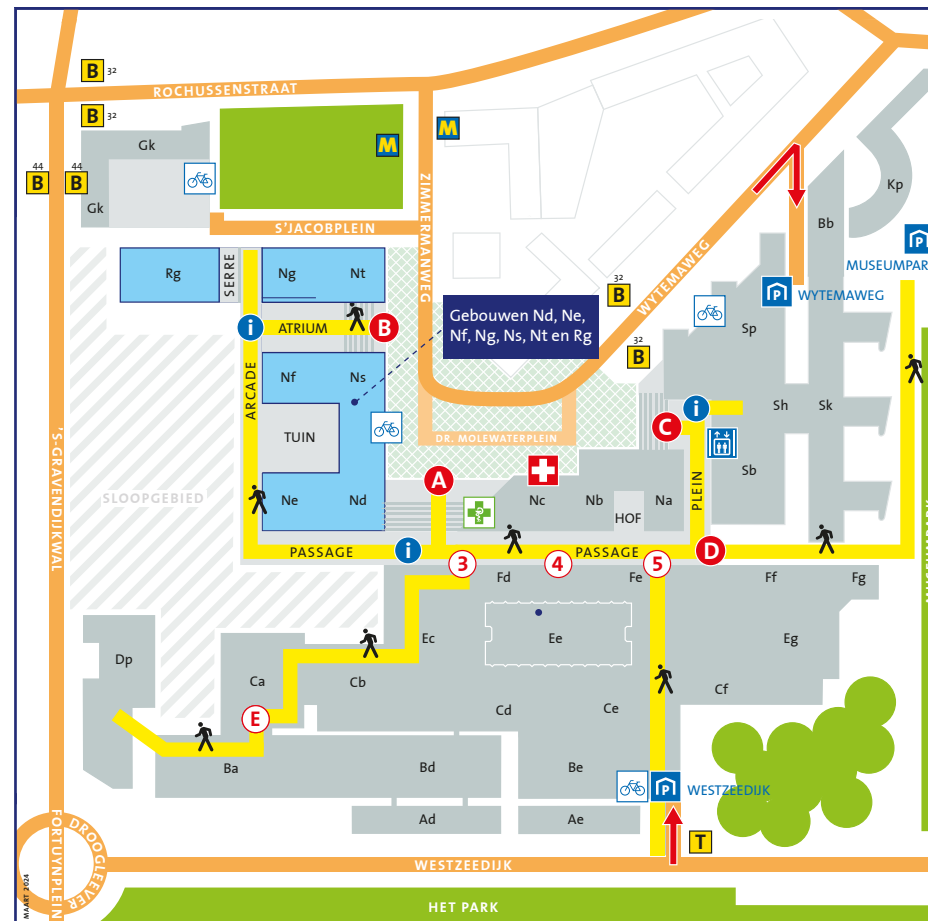 B 32
ROCHUSSENSTRAAT
B 32
Gk
44
B
44
B
Gk
M
M
ZIMMERMANWEG
S'JACOBPLEIN
WYTEMAWEG
Kp
Bb
P
MUSEUMPAR
P
WYTEMAWEG
Rg
SERRE
Ng
Nt
32
B
i
ATRIUM
B
Gebouwen Nd, Ne,
Nf, Ng, Ns, Nt en Rg
Sp
32
B
ARCADE
Nf
Ns
i
Sh
Sk
C
TUIN
DR. MOLEWATERPLEIN
'S-GRAVENDIJKWAL
SLOOPGEBIED
A
Sb
PLEIN
Ne
Nd
Nc
Nb
Na
HOF
PASSAGE
i
PASSAGE
D
3
4
5
Fd
Fe
Ff
Fg
Ec
Ee
Eg
Dp
Ca
Cb
Cf
E
Cd
Ce
Ba
Bd
Be
P
WESTZEEDIJK
Ad
Ae
T
DROOGLEEVER
FORTUYNPLEIN
WESTZEEDIJK
MAART 2024
HET PARK